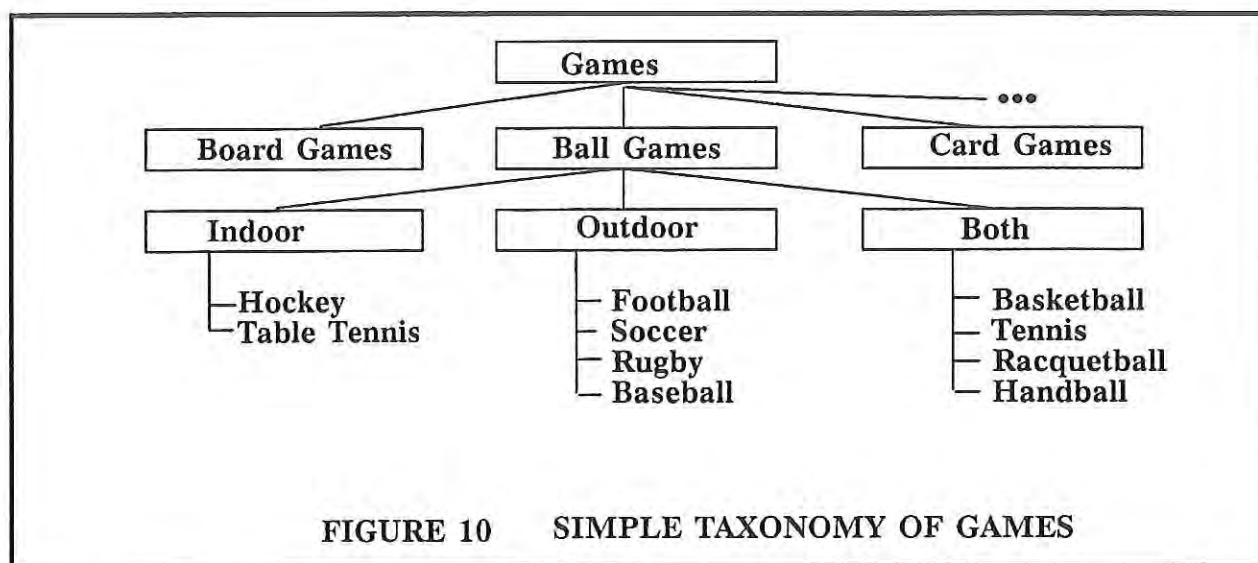 Games
•••
Board Games
Ball Games
Card Games
Indoor
Outdoor
Both
Hockey
Table Tennis
Football
Soccer
Rugby
Baseball
Basketball
Tennis
Racquetball
Handball
FIGURE 10 SIMPLE TAXONOMY OF GAMES